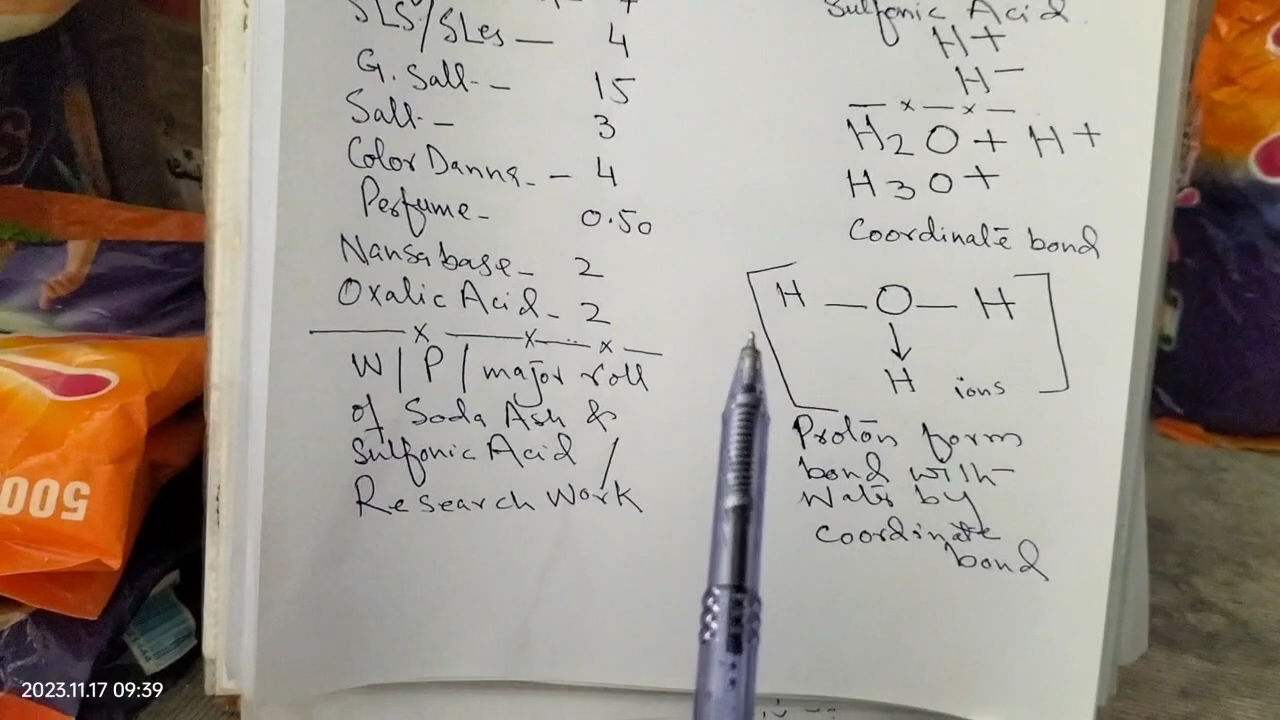 SLS/SLes — 4
G. Salt - — 15
Salt - — 3
Color Danna - — 4
Perfume - 0.50
Nansa base - 2
Oxalic Acid - 2
— x — x — x —
W/P/major roll
of Soda Ash &
Sulfonic Acid /
Research Work
Sulfonic Acid
H+
H-
— x — x —
H2O + H+
H3O+
Coordinate bond
H — O — H
↓
H ions
Proton form
bond with
Water by
coordinate
bond
500
2023.11.17 09:39